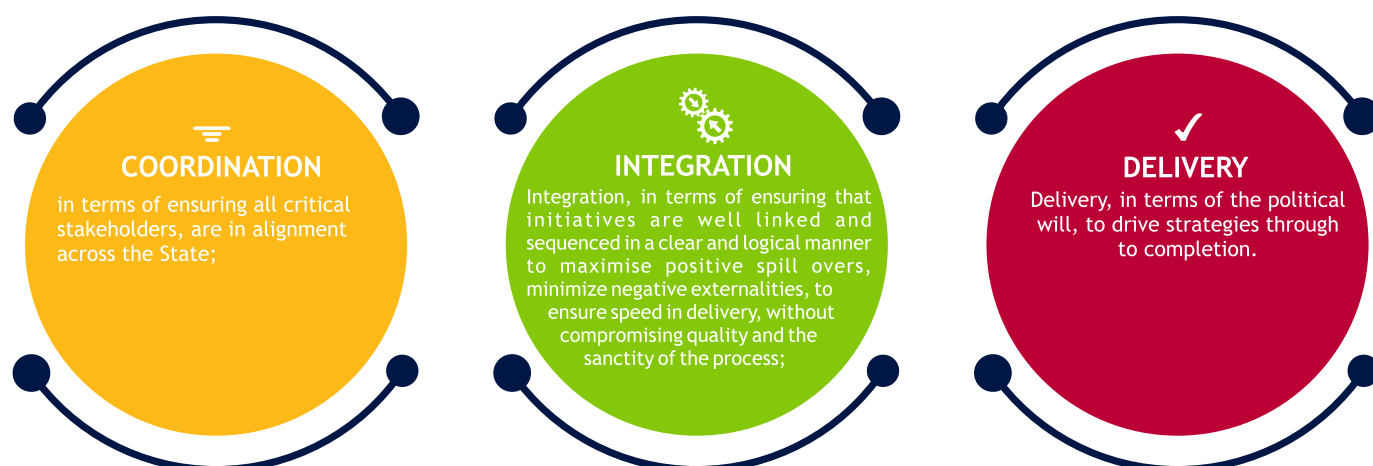 COORDINATION
in terms of ensuring all critical
stakeholders, are in alignment
across the State;
INTEGRATION
Integration, in terms of ensuring that
initiatives are well linked and
sequenced in a clear and logical manner
to maximise positive spill overs,
minimize negative externalities, to
ensure speed in delivery, without
compromising quality and the
sanctity of the process;
DELIVERY
Delivery, in terms of the political
will, to drive strategies through
to completion.